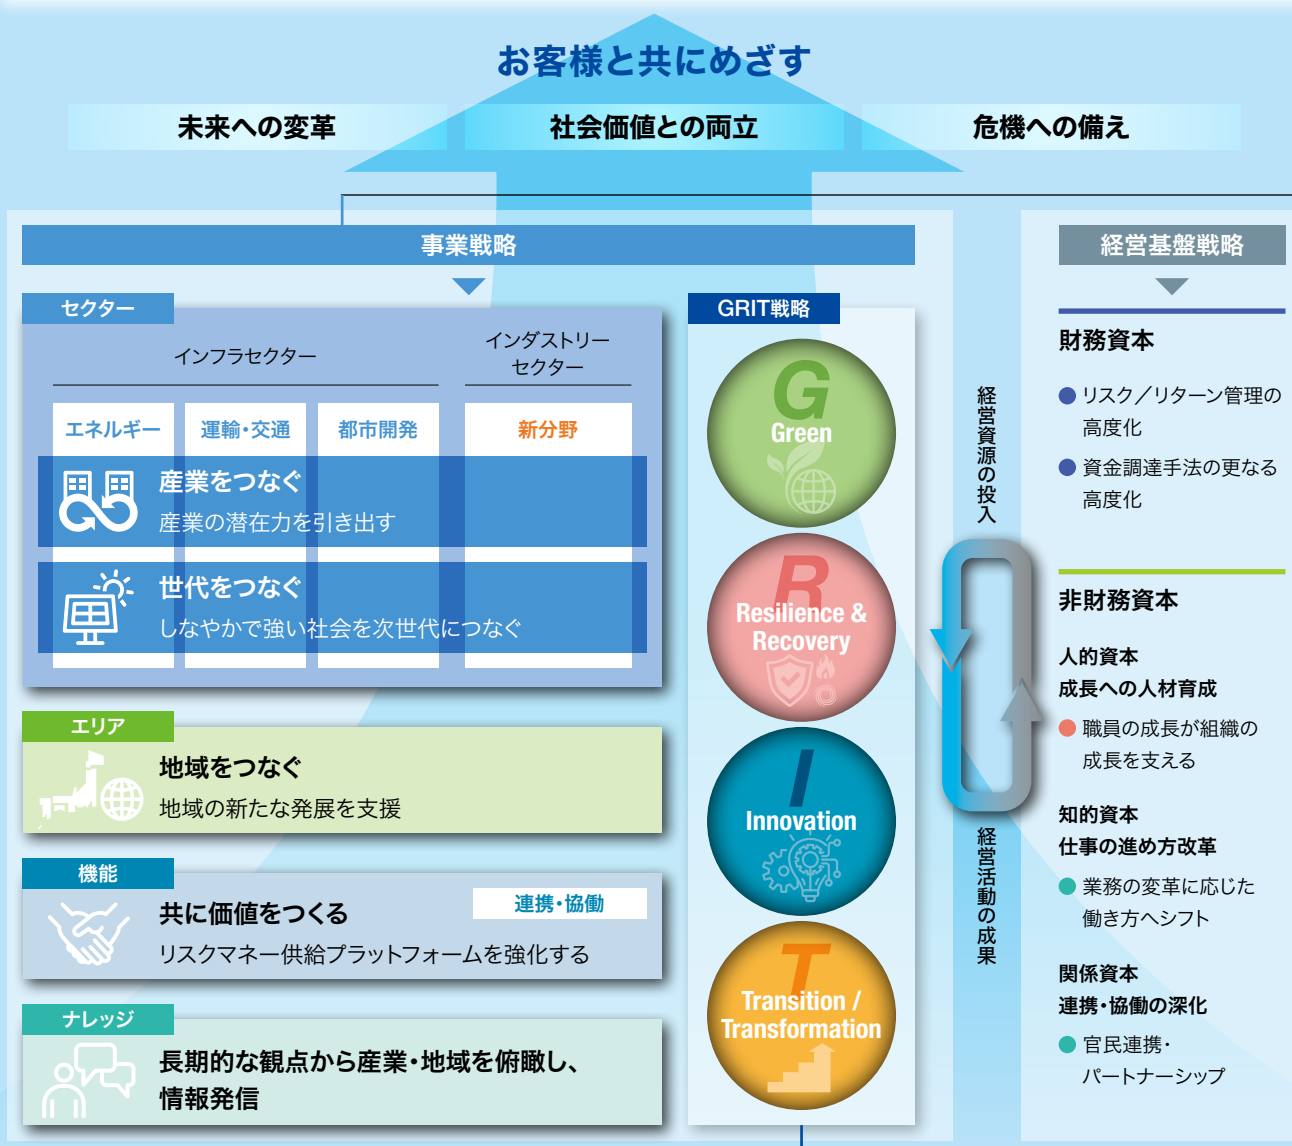 お客様と共にめざす
未来への変革
社会価値との両立
危機への備え
事業戦略
セクター
インフラセクター
インダストリー
セクター
エネルギー
運輸・交通
都市開発
新分野
産業をつなぐ
産業の潜在力を引き出す
世代をつなぐ
しなやかで強い社会を次世代につなぐ
エリア
地域をつなぐ
地域の新たな発展を支援
機能
共に価値をつくる
連携・協働
リスクマネー供給プラットフォームを強化する
ナレッジ
長期的な観点から産業・地域を俯瞰し、
情報発信
GRIT戦略
G
Green
R
Resilience &
Recovery
I
Innovation
T
Transition /
Transformation
経営資源の投入
経営活動の成果
経営基盤戦略
財務資本
リスク／リターン管理の
高度化
資金調達手法の更なる
高度化
非財務資本
人的資本
成長への人材育成
職員の成長が組織の
成長を支える
知的資本
仕事の進め方改革
業務の変革に応じた
働き方へシフト
関係資本
連携・協働の深化
官民連携・
パートナーシップ